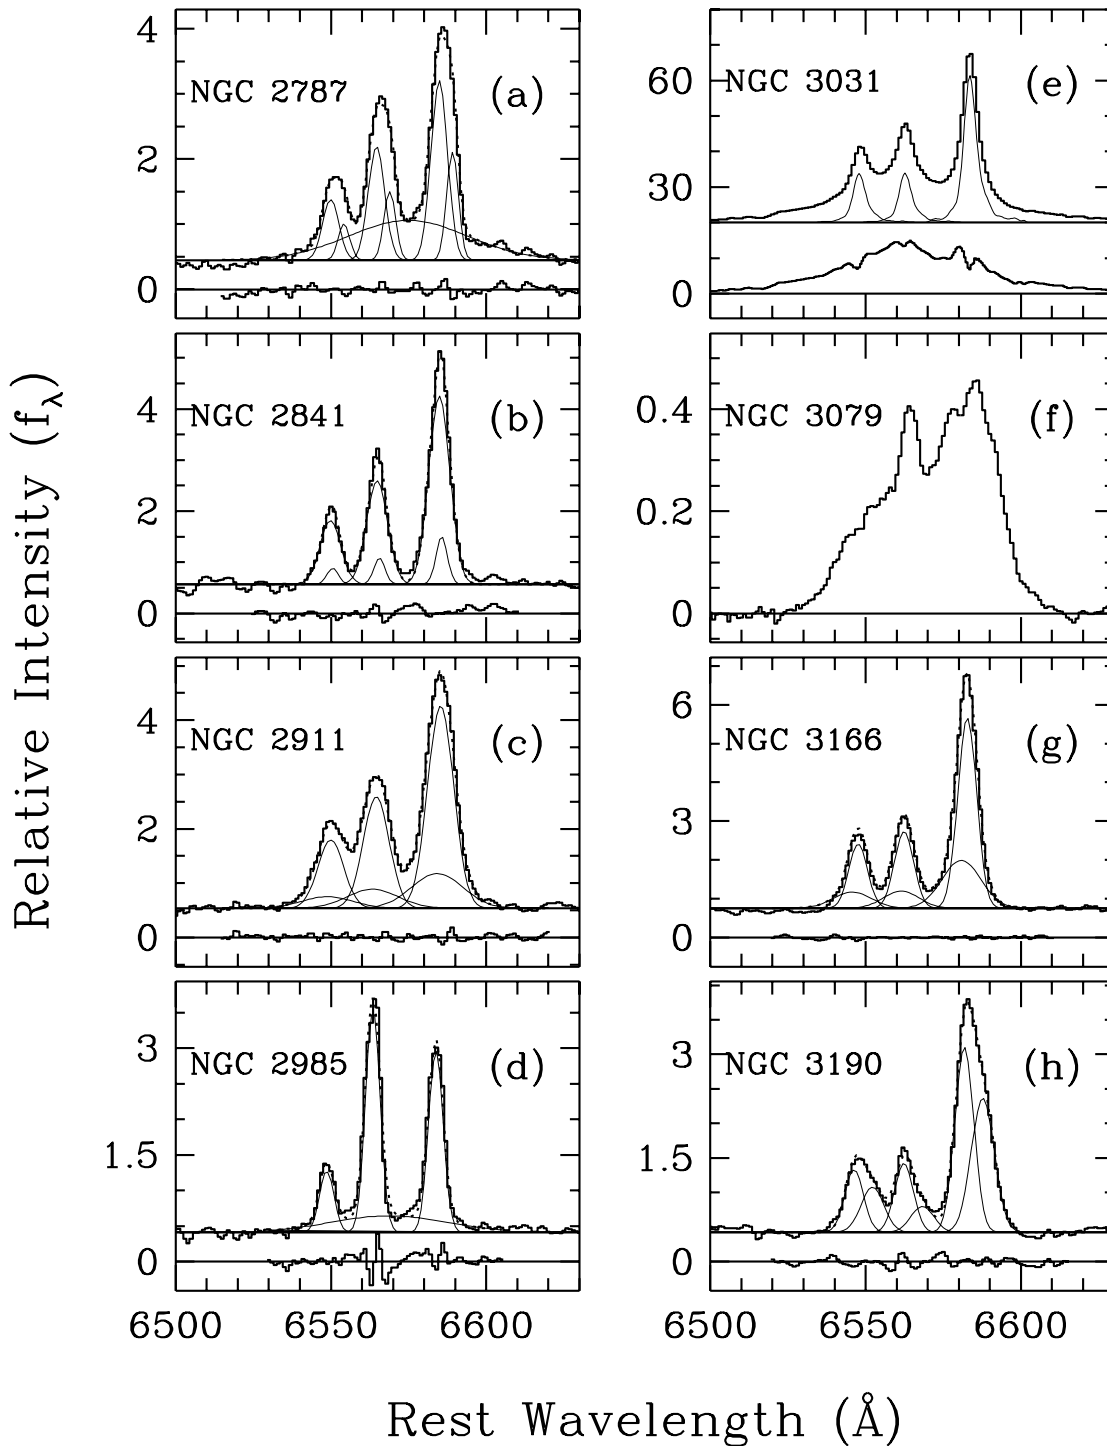 Relative Intensity (fλ)
4
2
0
NGC 2787
(a)
4
2
0
NGC 2841
(b)
4
2
0
NGC 2911
(c)
3
1.5
0
NGC 2985
(d)
6500 6550 6600
60
30
0
NGC 3031
(e)
0.4
0.2
0
NGC 3079
(f)
6
3
0
NGC 3166
(g)
3
1.5
0
NGC 3190
(h)
6500 6550 6600
Rest Wavelength (Å)